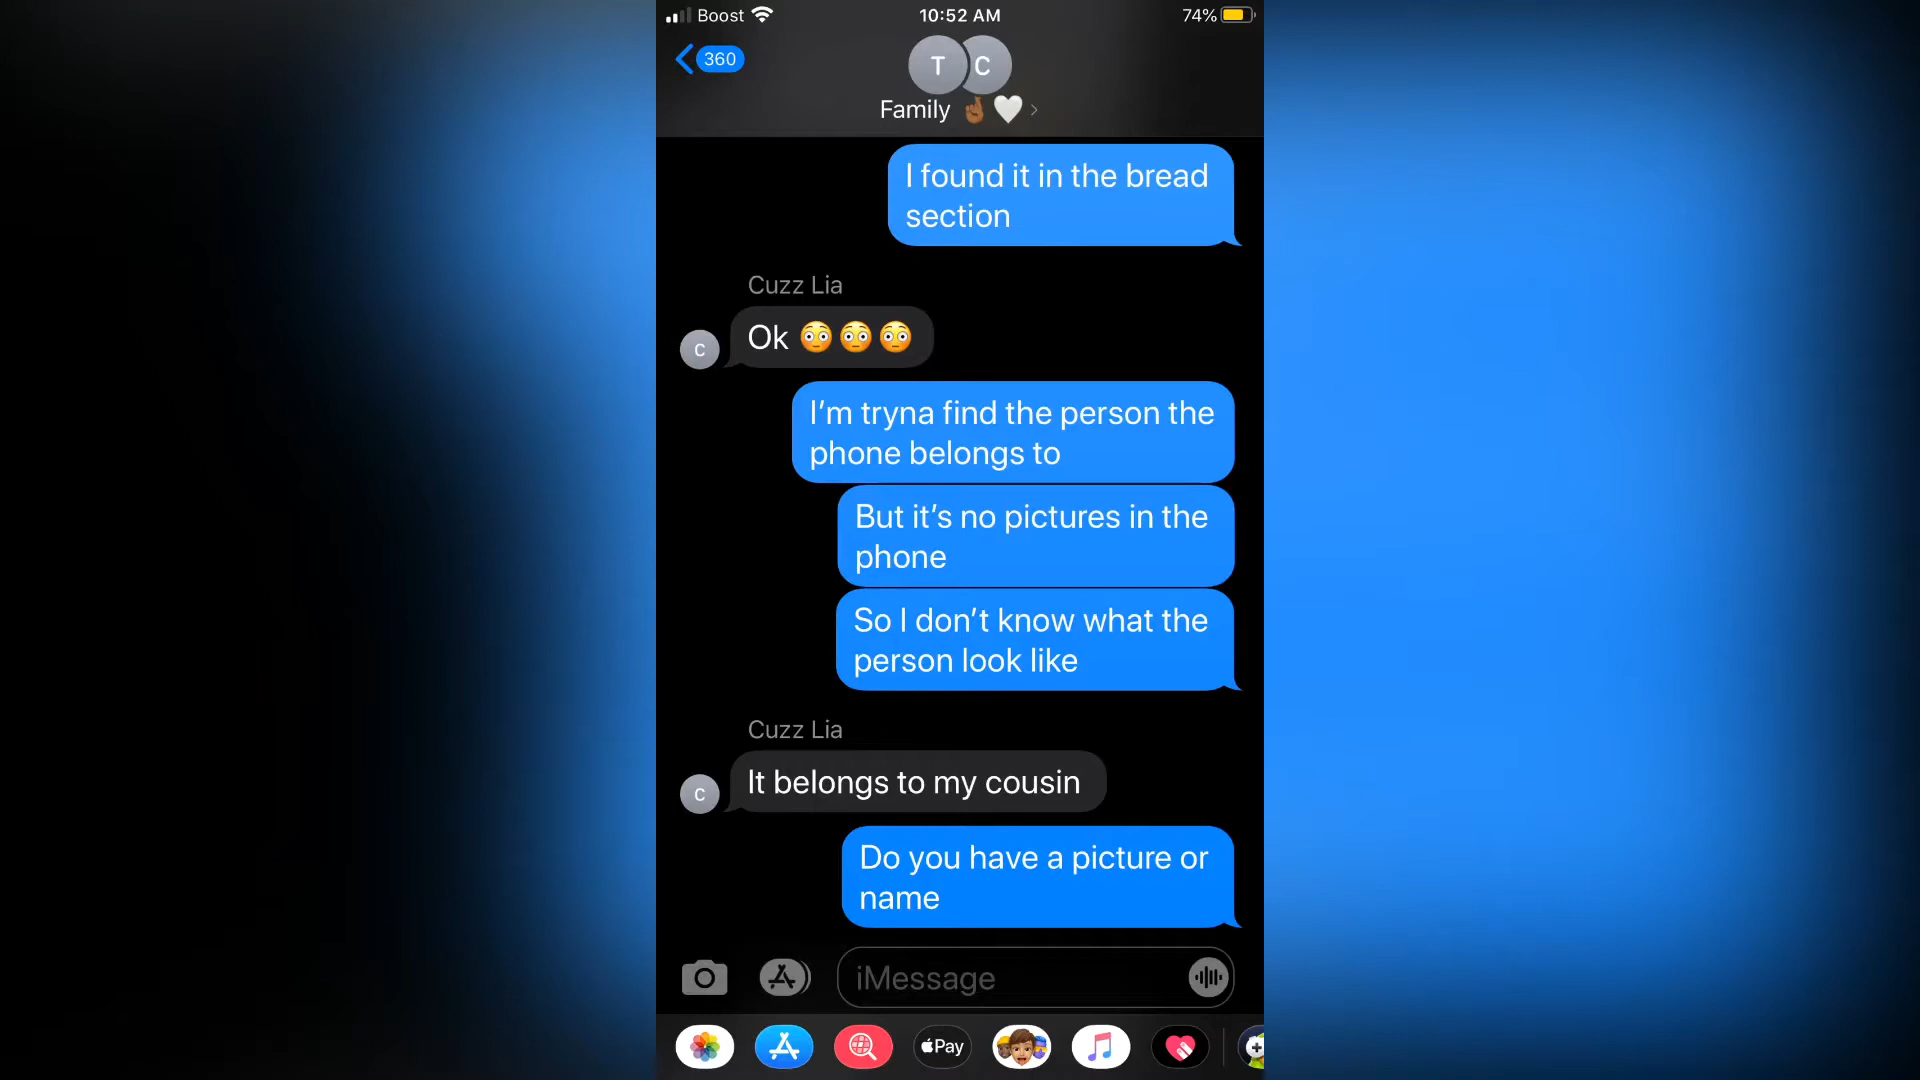 Boost
10:52 AM
74%
360
T C
Family 🤞🏾🤍
I found it in the bread
section
Cuzz Lia
C
Ok 😳😳😳
I'm tryna find the person the
phone belongs to
But it's no pictures in the
phone
So I don't know what the
person look like
Cuzz Lia
C
It belongs to my cousin
Do you have a picture or
name
iMessage
Pay